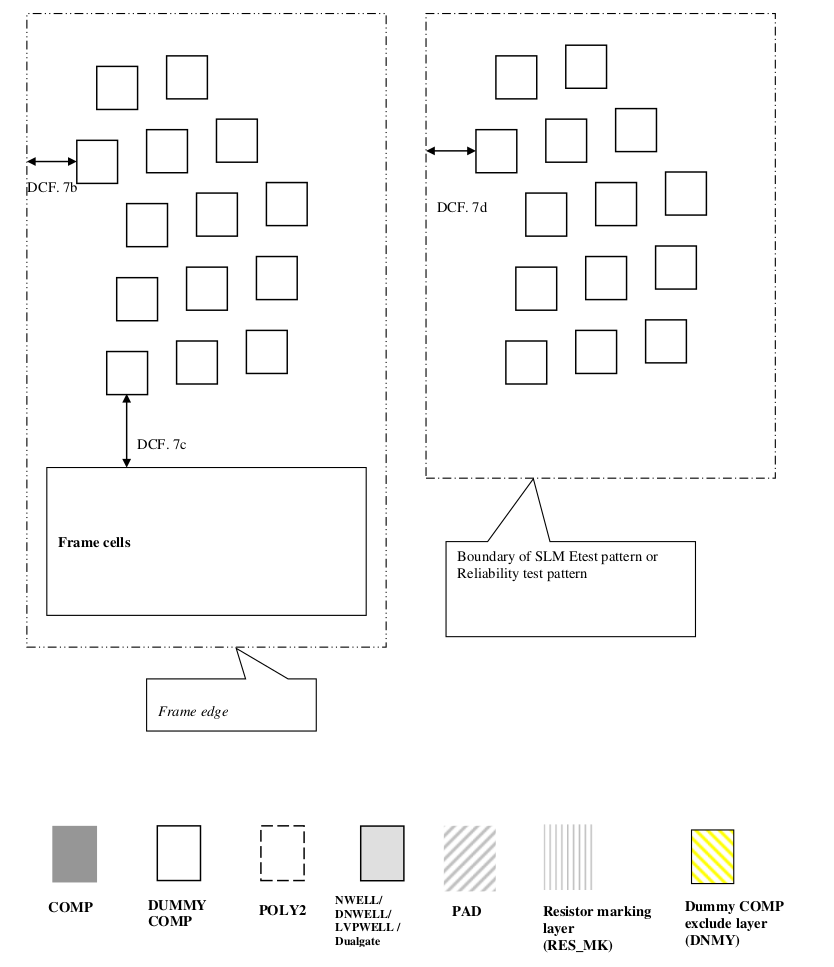 DCF. 7b
DCF. 7d
DCF. 7c
Frame cells
Boundary of SLM Etest pattern or
Reliability test pattern
Frame edge
COMP
DUMMY
COMP
POLY2
NWELL/
DNWELL/
LVPWELL /
Dualgate
PAD
Resistor marking
layer
(RES_MK)
Dummy COMP
exclude layer
(DNMY)